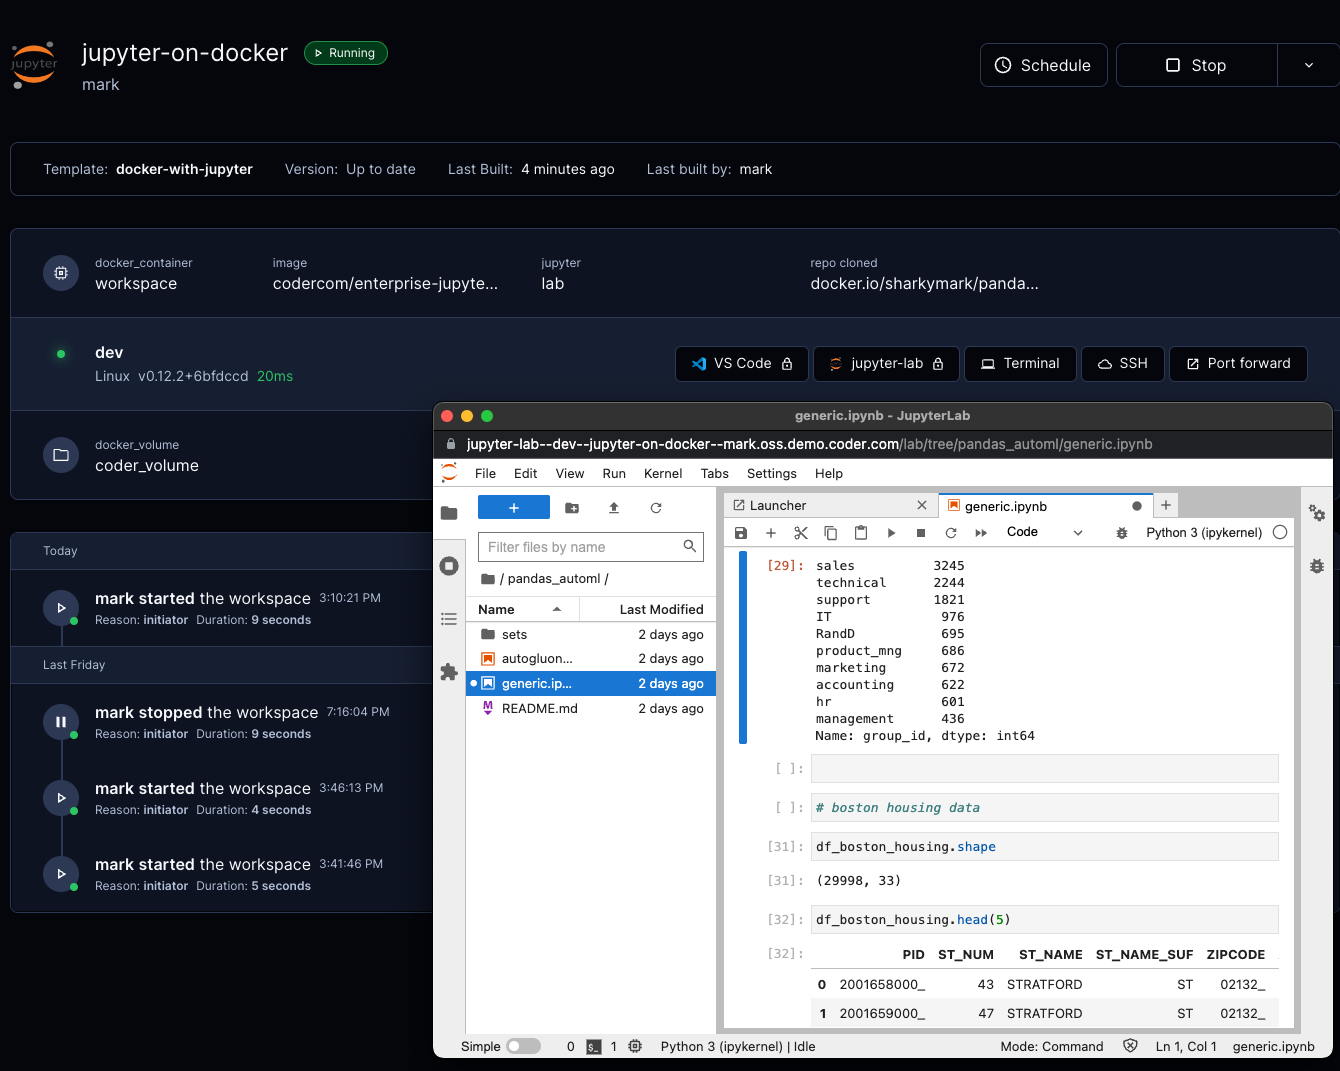 jupyter
jupyter-on-docker
Running
mark
Schedule
Stop
Template: docker-with-jupyter Version: Up to date Last Built: 4 minutes ago Last built by: mark
docker_container image jupyter repo cloned
workspace codercom/enterprise-jupyte... lab docker.io/sharkymark/panda...
dev
Linux v0.12.2+6bfdccd 20ms
VS Code jupyter-lab Terminal SSH Port forward
docker_volume
coder_volume
Today
mark started the workspace 3:10:21 PM
Reason: initiator Duration: 9 seconds
Last Friday
mark stopped the workspace 7:16:04 PM
Reason: initiator Duration: 9 seconds
mark started the workspace 3:46:13 PM
Reason: initiator Duration: 4 seconds
mark started the workspace 3:41:46 PM
Reason: initiator Duration: 5 seconds
generic.ipynb - JupyterLab
jupyter-lab--dev--jupyter-on-docker--mark.oss.demo.coder.com/lab/tree/pandas_automl/generic.ipynb
File Edit View Run Kernel Tabs Settings Help
Filter files by name
/ pandas_automl /
Name Last Modified
sets 2 days ago
autogluon... 2 days ago
generic.ip... 2 days ago
README.md 2 days ago
Launcher
generic.ipynb
Code
Python 3 (ipykernel)
[29]: sales 3245
technical 2244
support 1821
IT 976
RandD 695
product_mng 686
marketing 672
accounting 622
hr 601
management 436
Name: group_id, dtype: int64
[ ]:
[ ]: # boston housing data
[31]: df_boston_housing.shape
[31]: (29998, 33)
[32]: df_boston_housing.head(5)
[32]: PID ST_NUM ST_NAME ST_NAME_SUF ZIPCODE
0 2001658000_ 43 STRATFORD ST 02132_
1 2001659000_ 47 STRATFORD ST 02132_
Simple 0 $_ 1 Python 3 (ipykernel) | Idle Mode: Command Ln 1, Col 1 generic.ipynb